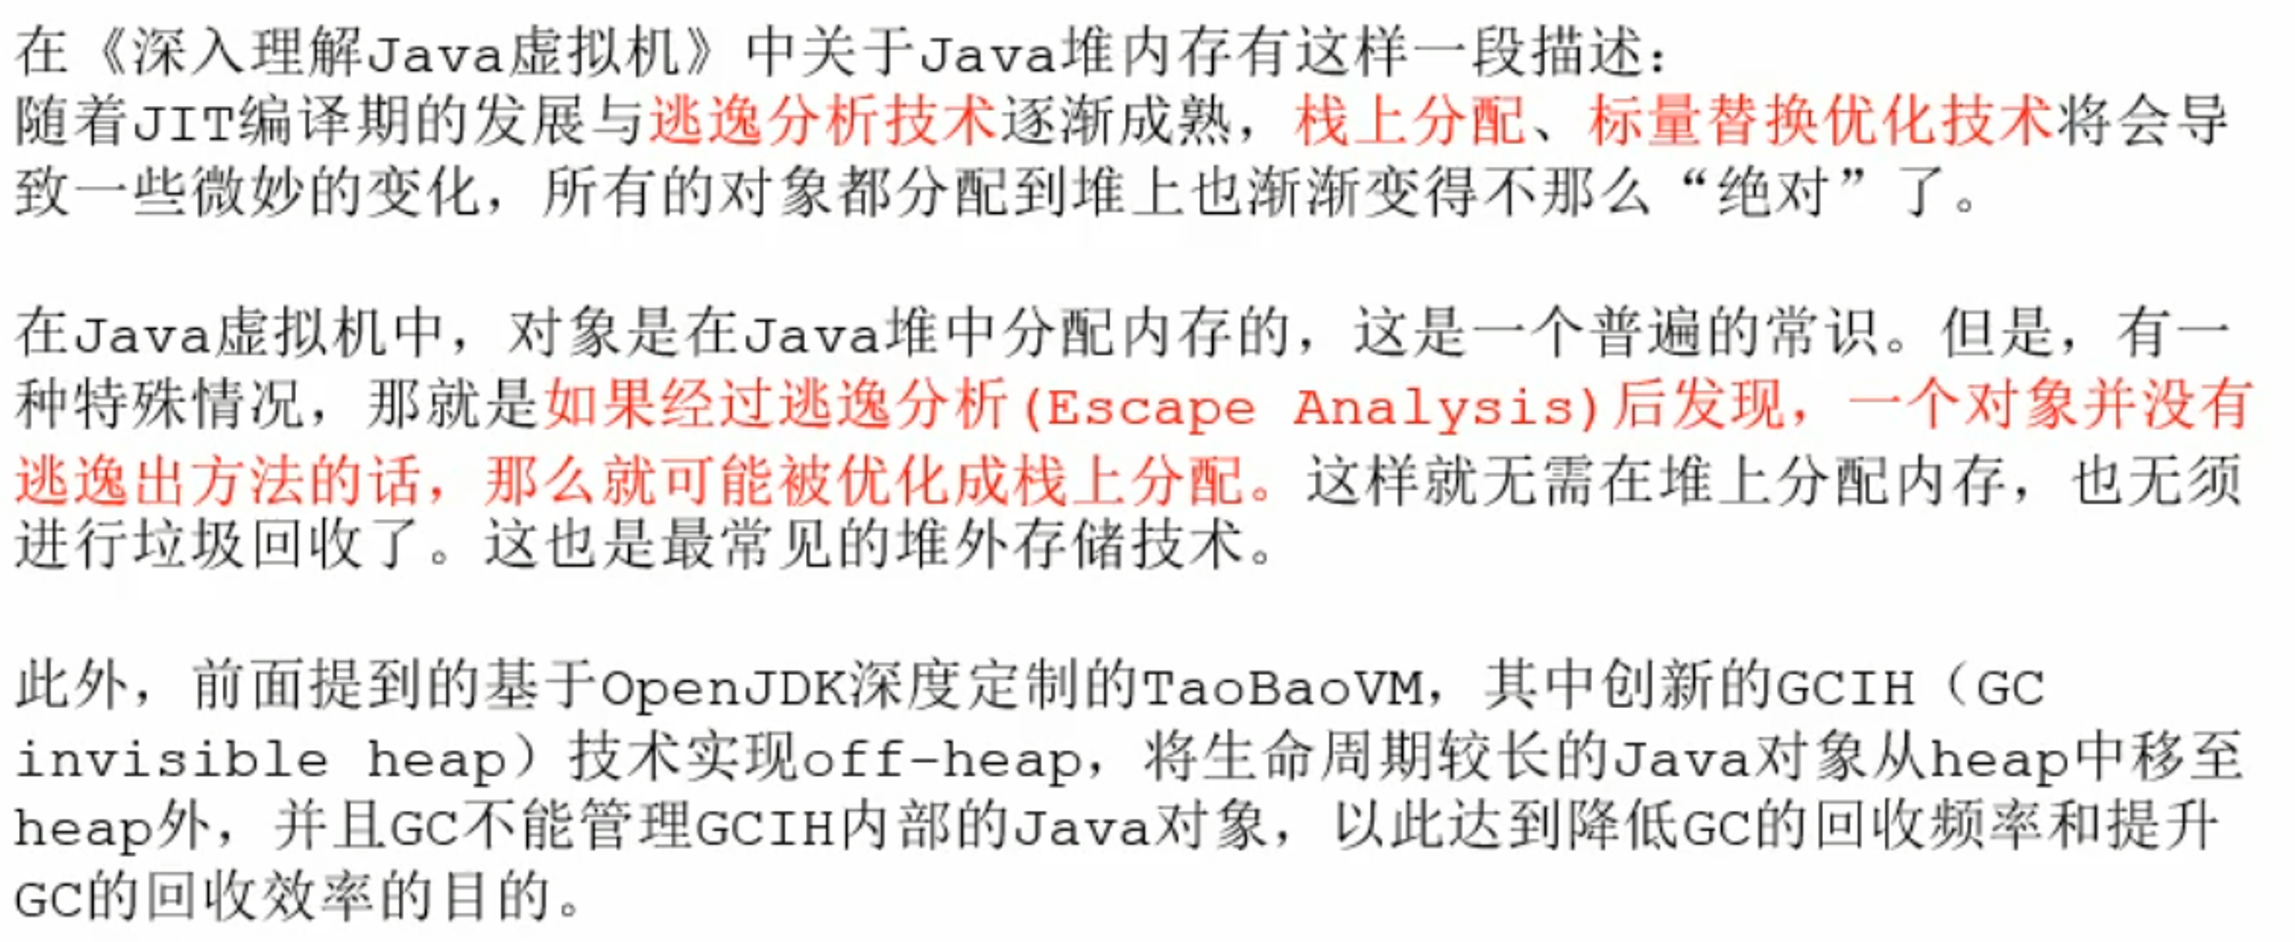 在《深入理解Java虚拟机》中关于Java堆内存有这样一段描述：
随着JIT编译期的发展与逃逸分析技术逐渐成熟，栈上分配、标量替换优化技术将会导
致一些微妙的变化，所有的对象都分配到堆上也渐渐变得不那么“绝对”了。
在Java虚拟机中，对象是在Java堆中分配内存的，这是一个普遍的常识。但是，有一
种特殊情况，那就是如果经过逃逸分析(Escape Analysis)后发现，一个对象并没有
逃逸出方法的话，那么就可能被优化成栈上分配。这样就无需在堆上分配内存，也无须
进行垃圾回收了。这也是最常见的堆外存储技术。
此外，前面提到的基于OpenJDK深度定制的TaoBaoVM，其中创新的GCIH（GC
invisible heap）技术实现off-heap，将生命周期较长的Java对象从heap中移至
heap外，并且GC不能管理GCIH内部的Java对象，以此达到降低GC的回收频率和提升
GC的回收效率的目的。